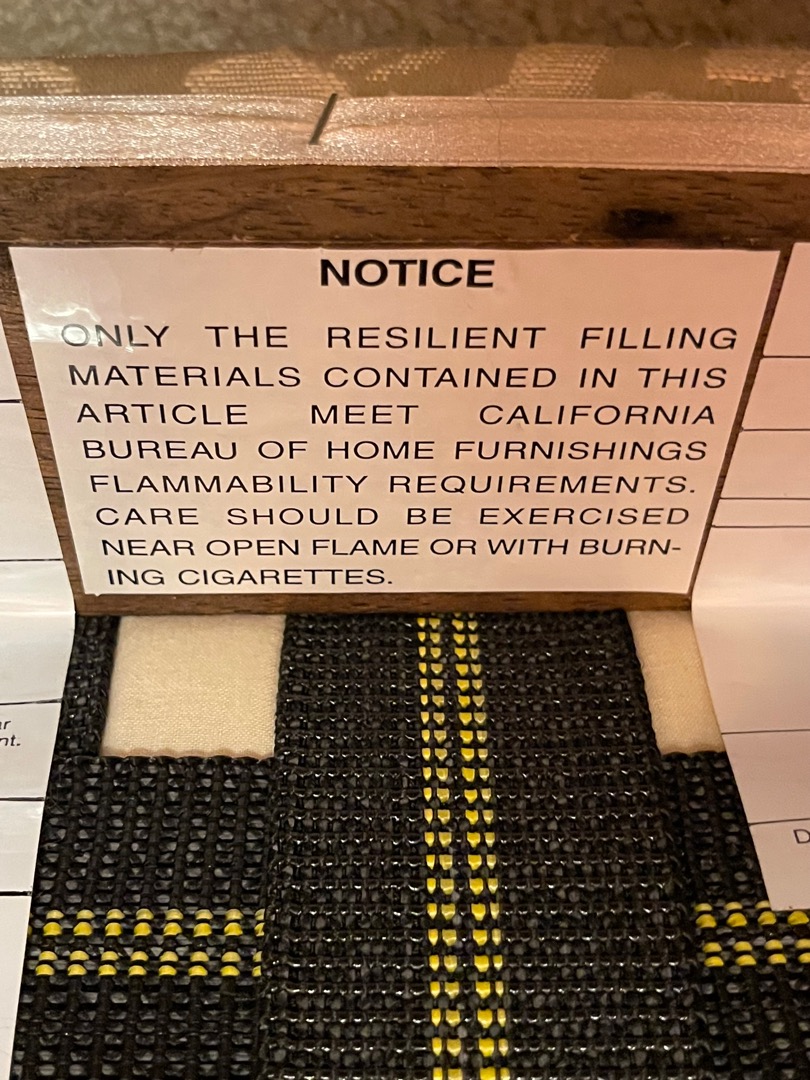 NOTICE
ONLY THE RESILIENT FILLING
MATERIALS CONTAINED IN THIS
ARTICLE MEET CALIFORNIA
BUREAU OF HOME FURNISHINGS
FLAMMABILITY REQUIREMENTS.
CARE SHOULD BE EXERCISED
NEAR OPEN FLAME OR WITH BURN-
ING CIGARETTES.